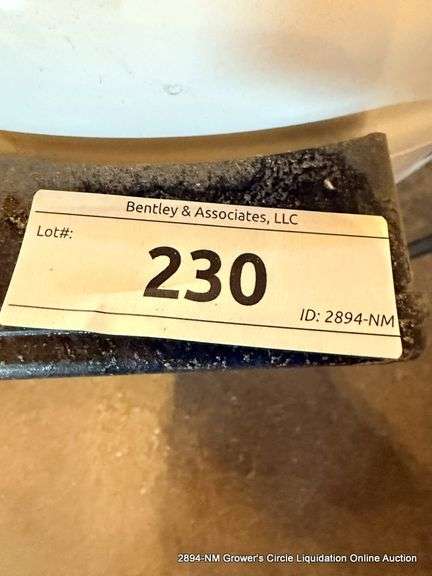 Bentley & Associates, LLC
Lot#:
230
ID: 2894-NM
2894-NM Grower's Circle Liquidation Online Auction